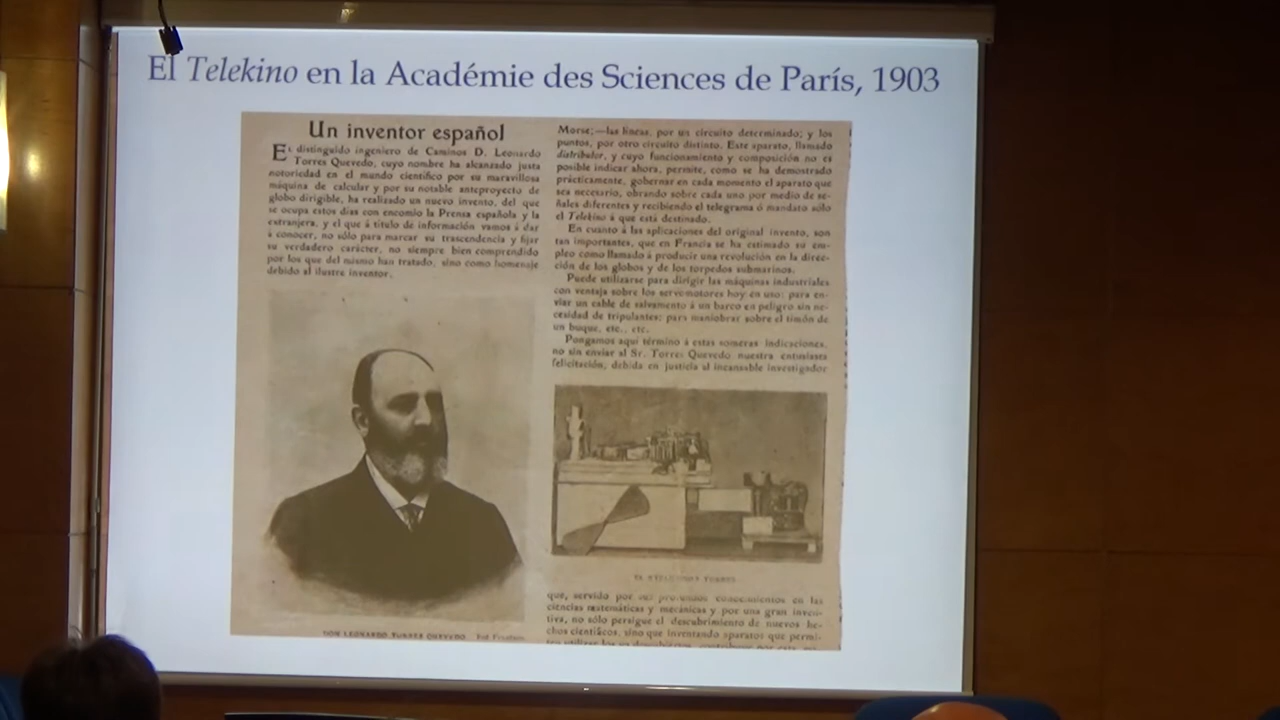 El Telekino en la Académie des Sciences de París, 1903
Un inventor español
El distinguido ingeniero de Caminos D. Leonardo
Torres Quevedo, cuyo nombre ha alcanzado justa
notoriedad en el mundo científico por su maravillosa
máquina de calcular y por su notable anteproyecto de
globo dirigible, ha realizado un nuevo invento, del que
se ocupa estos días con encomio la Prensa española y la
extranjera, y el que á título de información vamos á dar
á conocer, no sólo para marcar su trascendencia y fijar
su verdadero carácter, no siempre bien comprendido
por los que del mismo han tratado, sino como homenaje
debido al ilustre inventor.
DON LEONARDO TORRES QUEVEDO
Morse;—las líneas, por un circuito determinado; y los
puntos, por otro circuito distinto. Este aparato, llamado
distribuidor, y cuyo funcionamiento y composición no es
posible indicar ahora, permite, como se ha demostrado
prácticamente, gobernar en cada momento el aparato que
sea necesario, obrando sobre cada uno por medio de se-
ñales diferentes y recibiendo el telegrama ó mandato sólo
el Telekino á que está destinado.
En cuanto á las aplicaciones del original invento, son
tan importantes, que en Francia se ha estimado su em-
pleo como llamado á producir una revolución en la direc-
ción de los globos y de los torpedos submarinos.
Puede utilizarse para dirigir las máquinas industriales
con ventaja sobre los servomotores hoy en uso; para en-
viar un cable de salvamento á un barco en peligro sin ne-
cesidad de tripulantes; para maniobrar sobre el timón de
un buque, etc., etc.
Pongamos aquí término á estas someras indicaciones,
no sin enviar al Sr. Torres Quevedo nuestra entusiasta
felicitación, debida en justicia al incansable investigador
que, servido por sus profundos conocimientos en las
ciencias matemáticas y mecánicas y por una gran inven-
tiva, no sólo persigue el descubrimiento de nuevos he-
chos científicos, sino que inventando aparatos que permi-